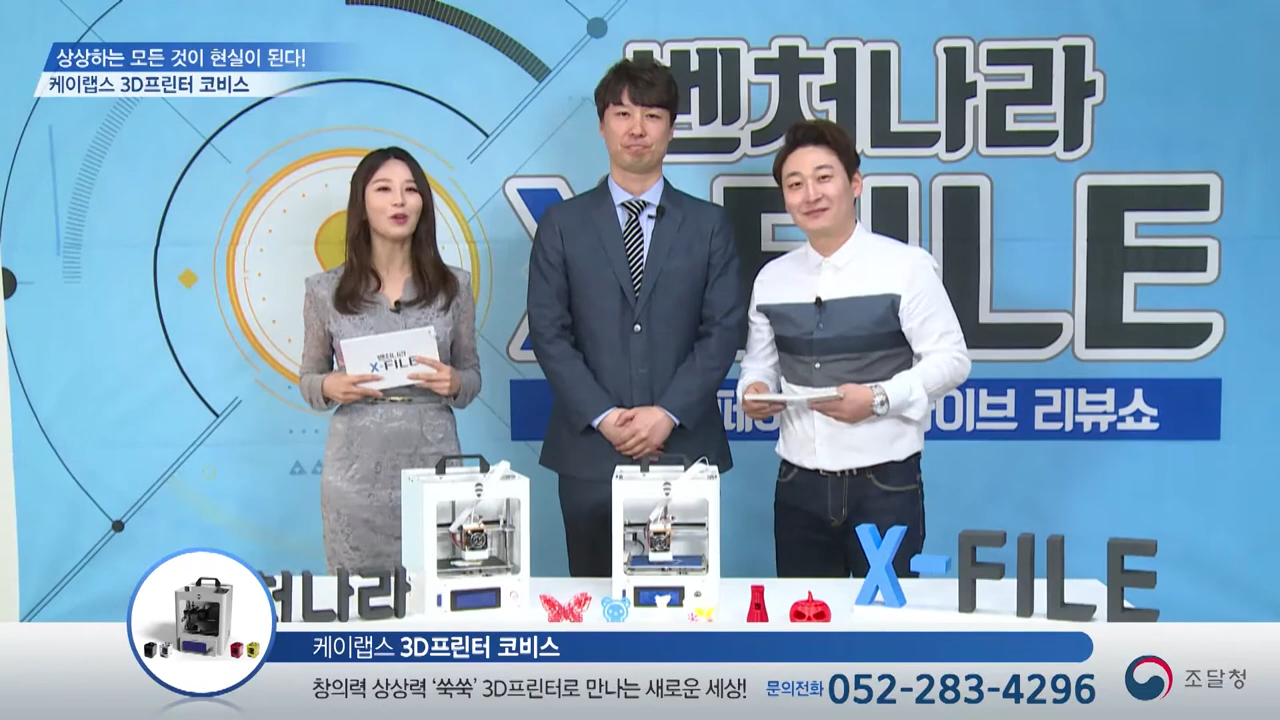 상상하는 모든 것이 현실이 된다!
케이랩스 3D프린터 코비스
벤처나라
X-FILE
이브 리뷰쇼
벤처나라
X-FILE
처나라
X-FILE
케이랩스 3D프린터 코비스
창의력 상상력 ‘쑥쑥’ 3D프린터로 만나는 새로운 세상! 문의전화 052-283-4296
조달청